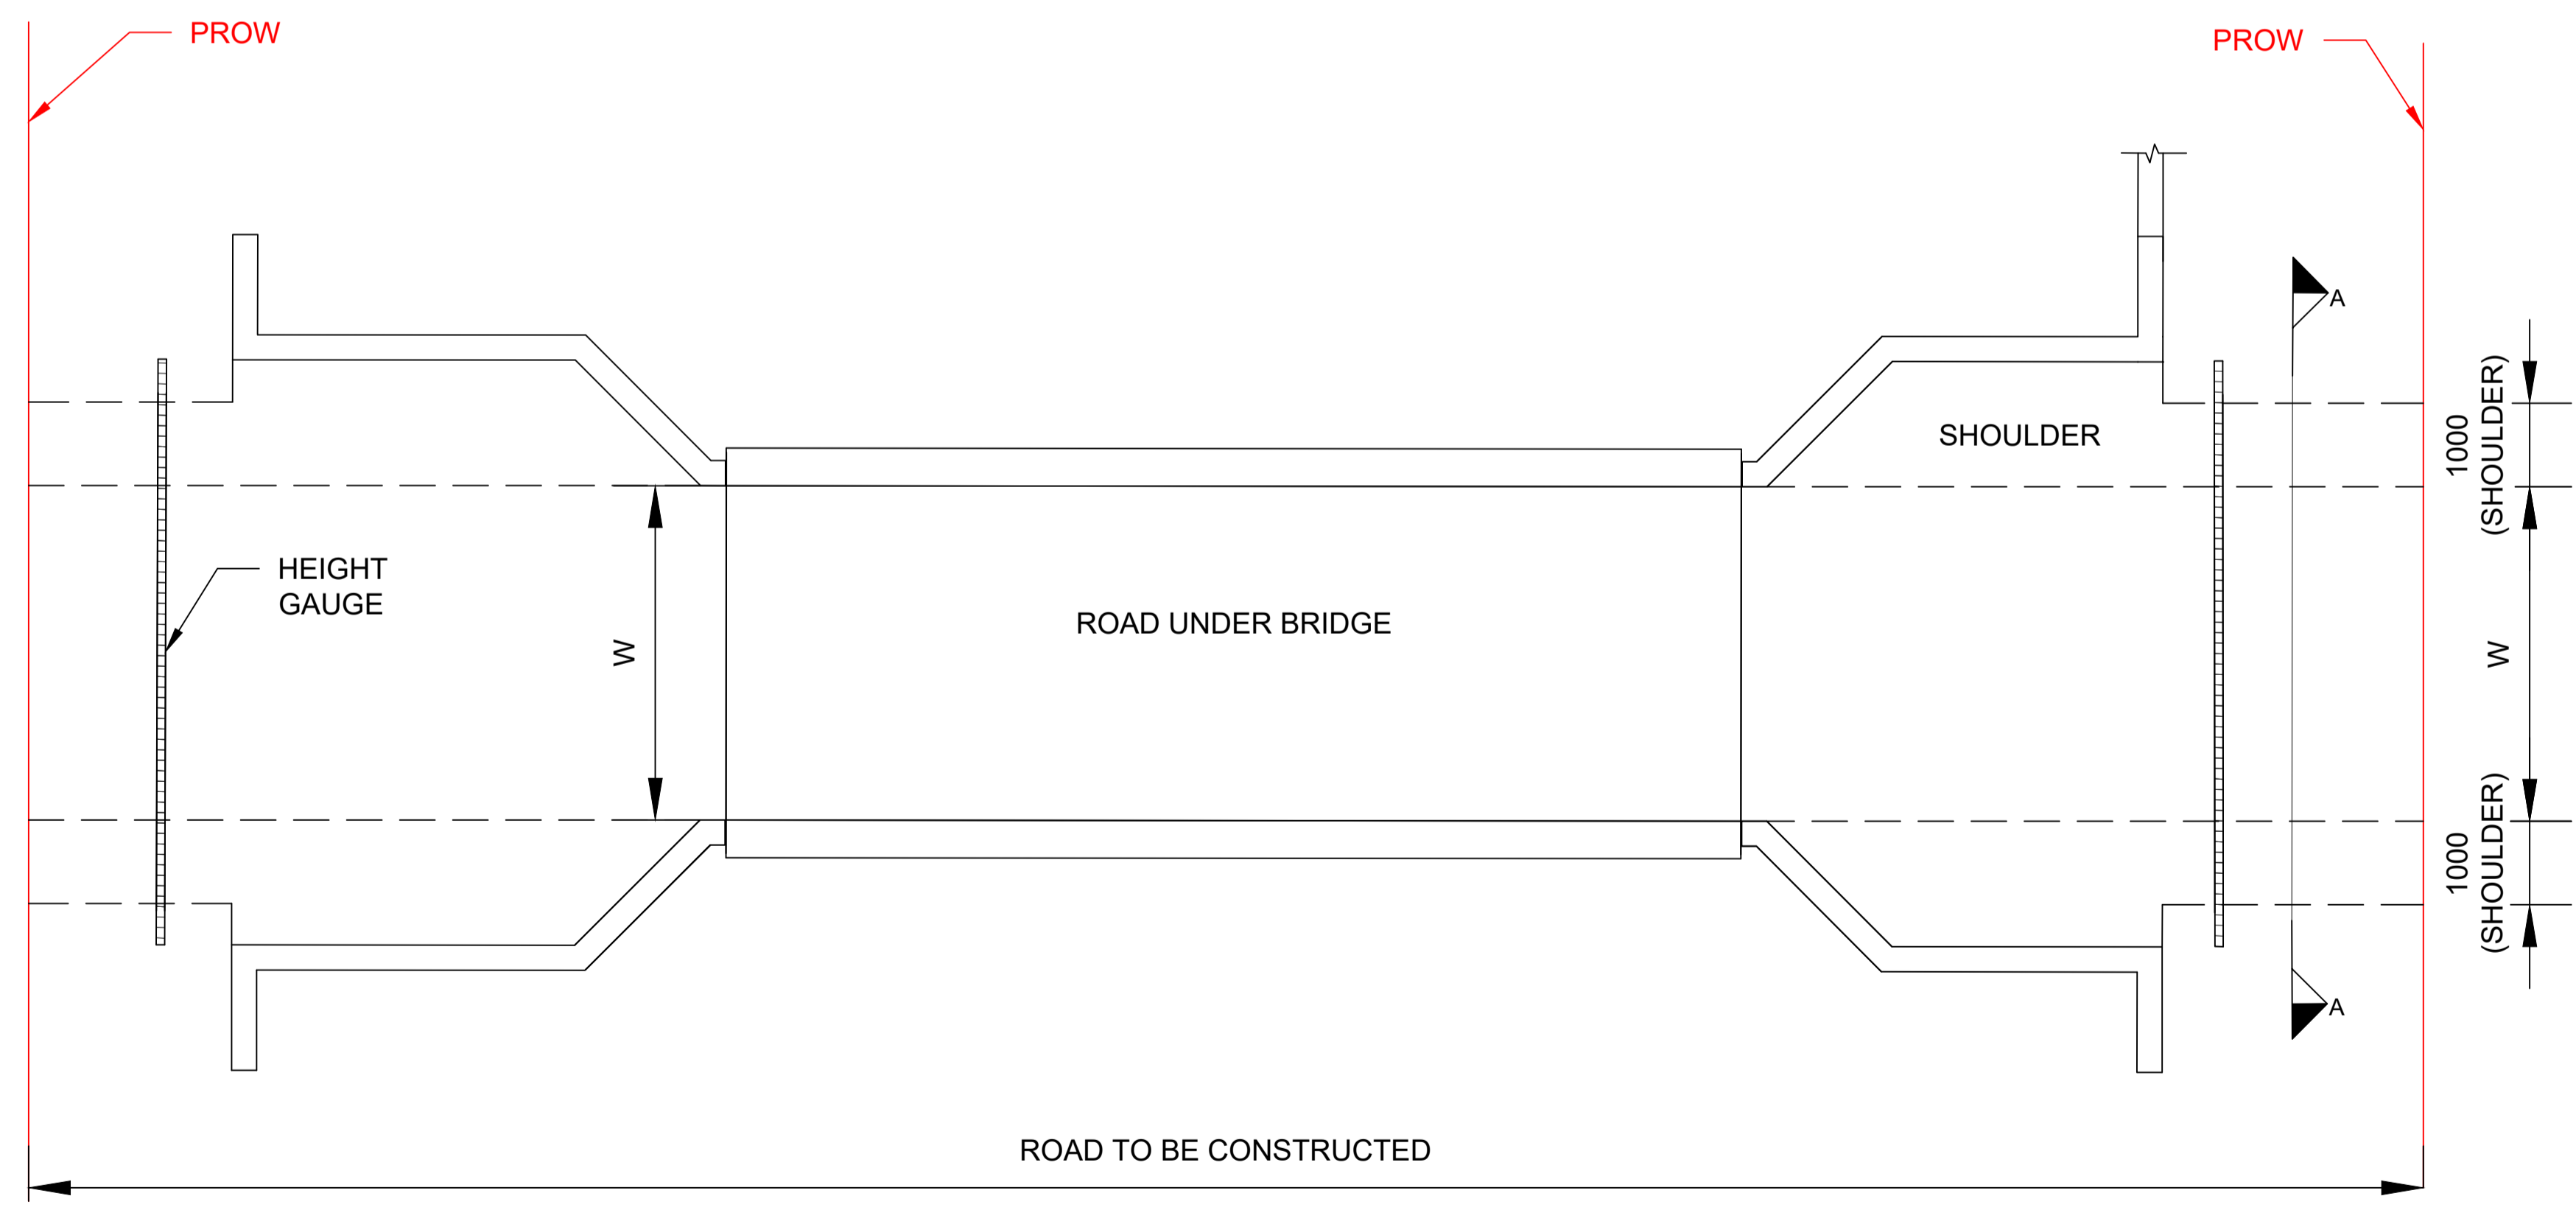 PROW
PROW
A
1000
(SHOULDER)
SHOULDER
HEIGHT
GAUGE
W
ROAD UNDER BRIDGE
W
1000
(SHOULDER)
A
ROAD TO BE CONSTRUCTED